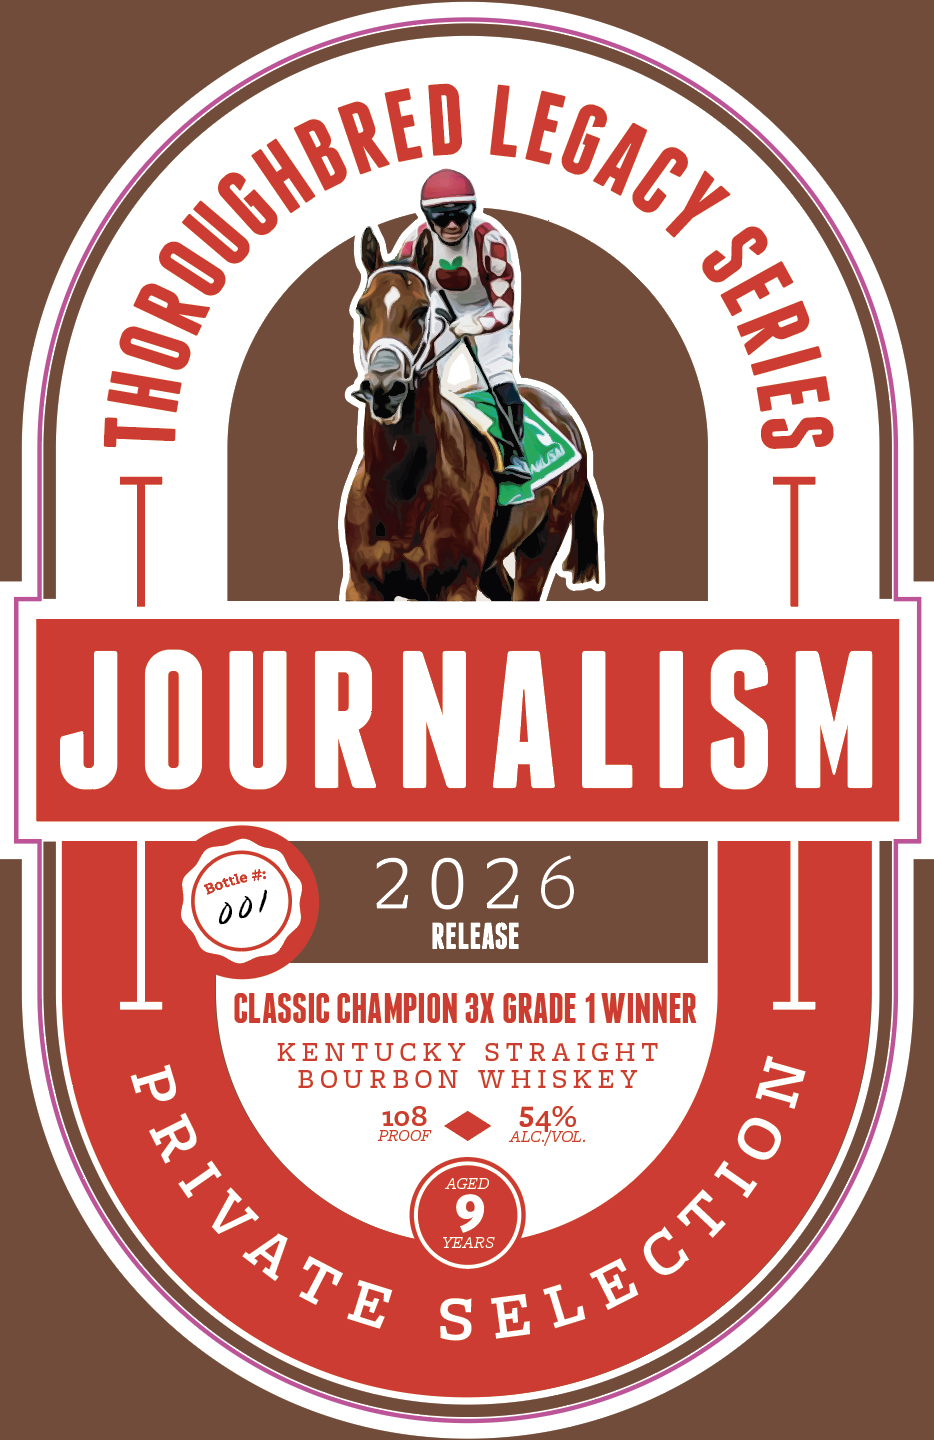 THOROUGHBRED LEGACY SERIES
JOURNALISM
Bottle #:
001
2026
RELEASE
CLASSIC CHAMPION 3X GRADE 1 WINNER
KENTUCKY STRAIGHT
BOURBON WHISKEY
108
PROOF
54%
ALC./VOL.
AGED
9
YEARS
PRIVATE SELECTION